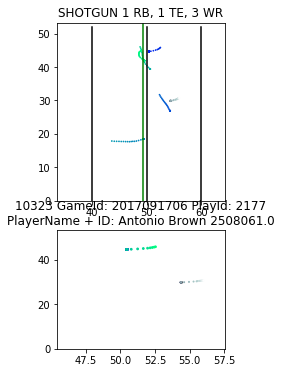 SHOTGUN 1 RB, 1 TE, 3 WR
50
40
30
20
10
0
40 50 60
10323 GameId: 2017091706 PlayId: 2177
PlayerName + ID: Antonio Brown 2508061.0
40
20
0
47.5 50.0 52.5 55.0 57.5